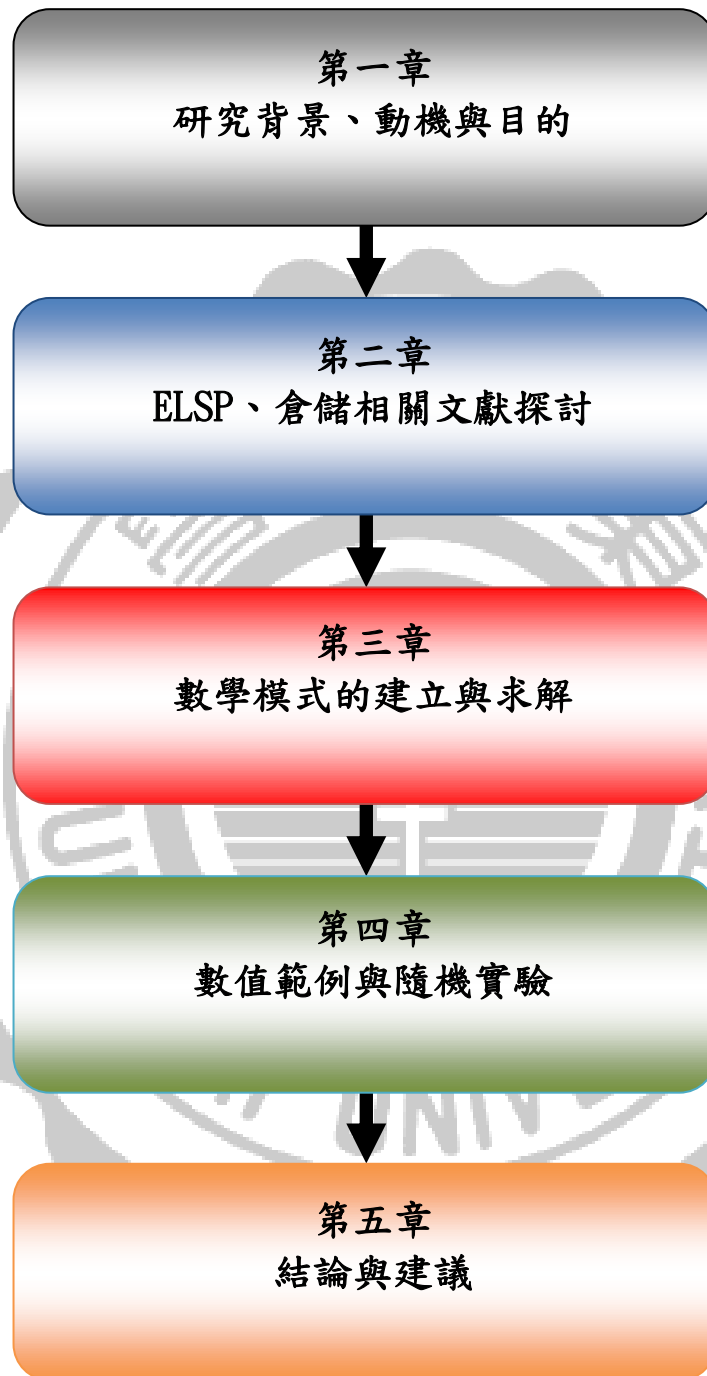 第一章
研究背景、動機與目的
第二章
ELSP、倉儲相關文獻探討
第三章
數學模式的建立與求解
第四章
數值範例與隨機實驗
第五章
結論與建議